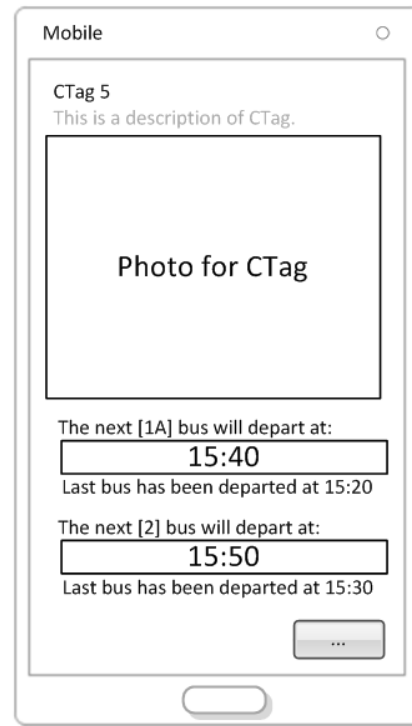 Mobile
CTag 5
This is a description of CTag.
Photo for CTag
The next [1A] bus will depart at:
15:40
Last bus has been departed at 15:20
The next [2] bus will depart at:
15:50
Last bus has been departed at 15:30
...